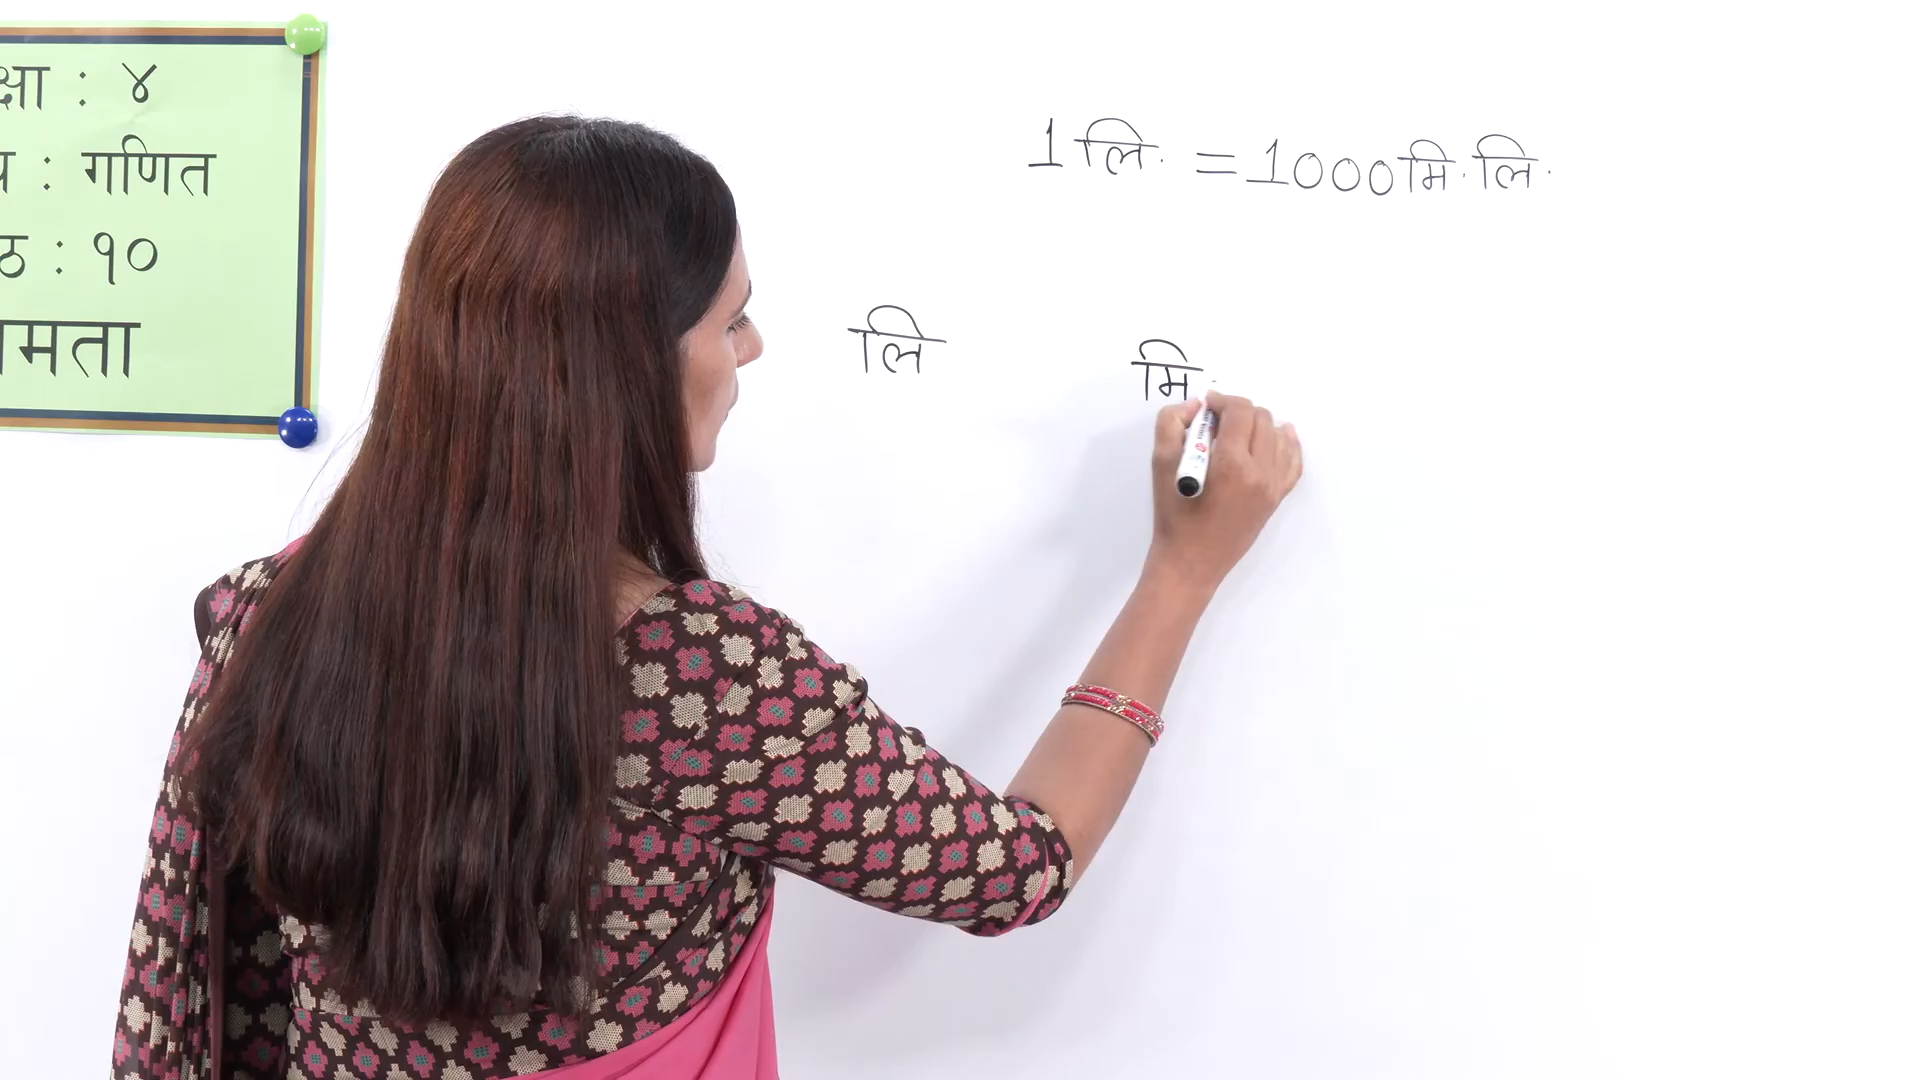 क्षा : ४
: गणित
ठ : १०
मता
1 लि. = 1000 मि. लि.
लि मि